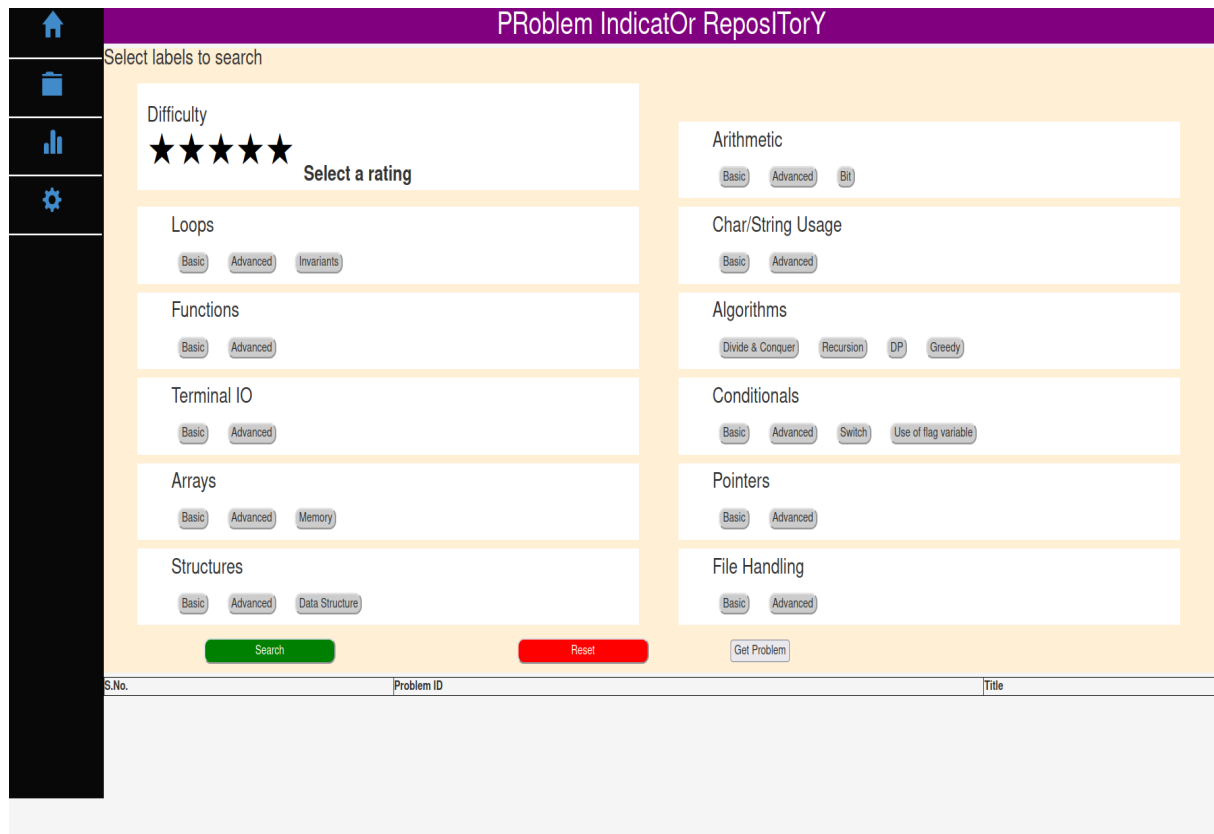 PRoblem IndicatOr ReposITorY
Select labels to search
Difficulty
Select a rating
Arithmetic
Basic Advanced Bit
Loops
Basic Advanced Invariants
Char/String Usage
Basic Advanced
Functions
Basic Advanced
Algorithms
Divide & Conquer Recursion DP Greedy
Terminal IO
Basic Advanced
Conditionals
Basic Advanced Switch Use of flag variable
Arrays
Basic Advanced Memory
Pointers
Basic Advanced
Structures
Basic Advanced Data Structure
File Handling
Basic Advanced
Search Reset Get Problem
S.No. Problem ID Title